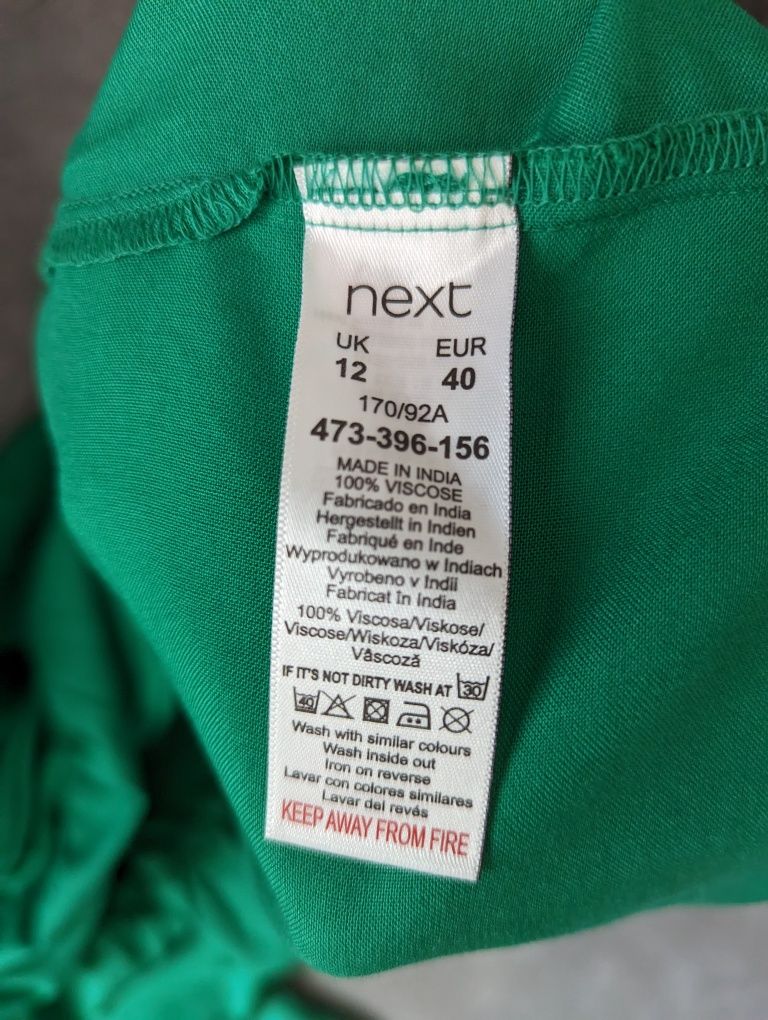 next
UK EUR
12 40
170/92A
473-396-156
MADE IN INDIA
100% VISCOSE
Fabricado en India
Hergestellt in Indien
Fabriqué en Inde
Wyprodukowano w Indiach
Vyrobeno v Indii
Fabricat în India
100% Viscosa/Viskose/
Viscose/Wiskoza/Viskóza/
Vâscoză
IF IT'S NOT DIRTY WASH AT 30
40
Wash with similar colours
Wash inside out
Iron on reverse
Lavar con colores similares
Lavar del revés
KEEP AWAY FROM FIRE